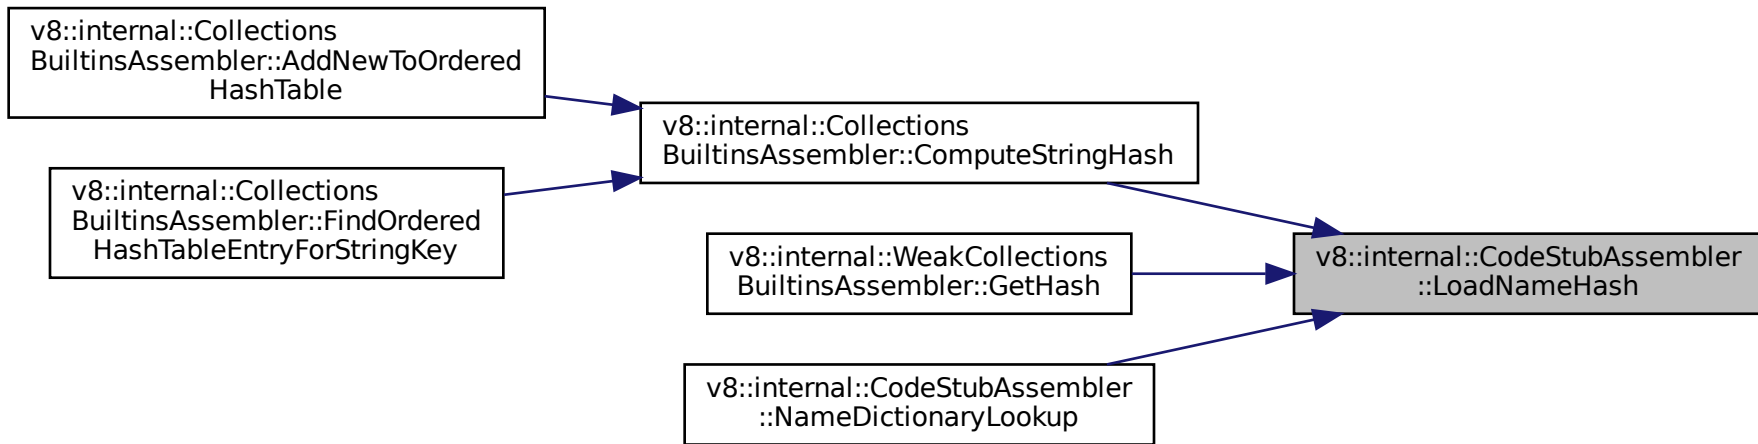 v8::internal::Collections
BuiltinsAssembler::AddNewToOrdered
HashTable
v8::internal::Collections
BuiltinsAssembler::FindOrdered
HashTableEntryForStringKey
v8::internal::Collections
BuiltinsAssembler::ComputeStringHash
v8::internal::WeakCollections
BuiltinsAssembler::GetHash
v8::internal::CodeStubAssembler
::NameDictionaryLookup
v8::internal::CodeStubAssembler
::LoadNameHash